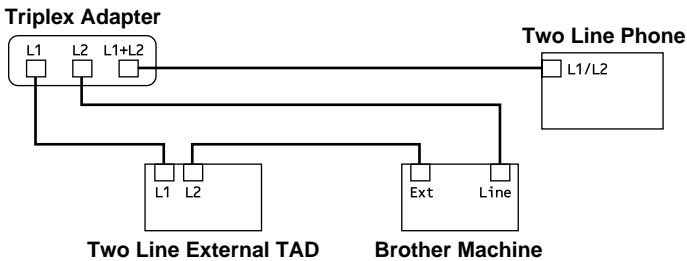 Triplex Adapter
Two Line Phone
L1 L2 L1+L2
L1/L2
L1 L2
Ext Line
Two Line External TAD
Brother Machine